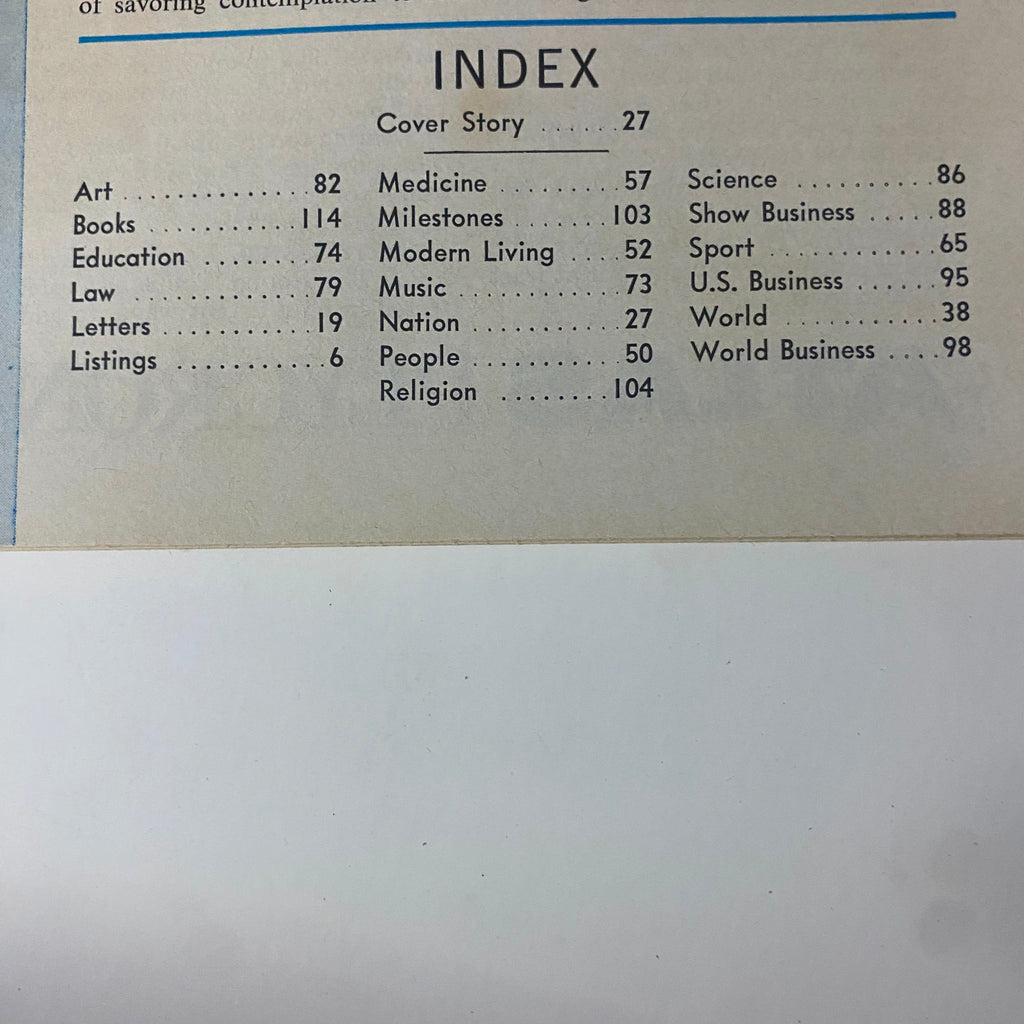 of savoring
INDEX
Cover Story ...... 27
Art .............. 82
Books ........... 114
Education ........ 74
Law ............. 79
Letters ........... 19
Listings ........... 6
Medicine ......... 57
Milestones ....... 103
Modern Living .... 52
Music ............ 73
Nation ........... 27
People ........... 50
Religion ........ 104
Science .......... 86
Show Business ..... 88
Sport ............ 65
U.S. Business ...... 95
World ........... 38
World Business .... 98